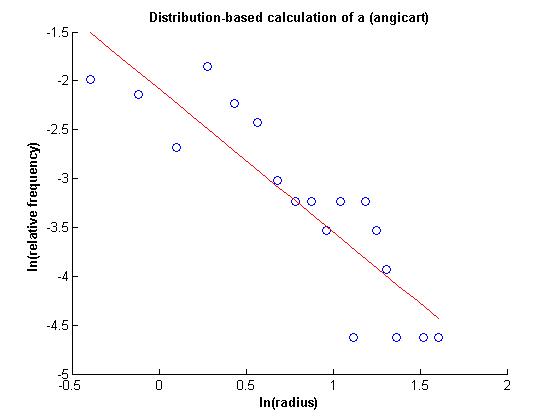 Distribution-based calculation of a (angicart)
-1.5
-2
-2.5
-3
-3.5
-4
-4.5
-5
ln(relative frequency)
-0.5 0 0.5 1 1.5 2
ln(radius)